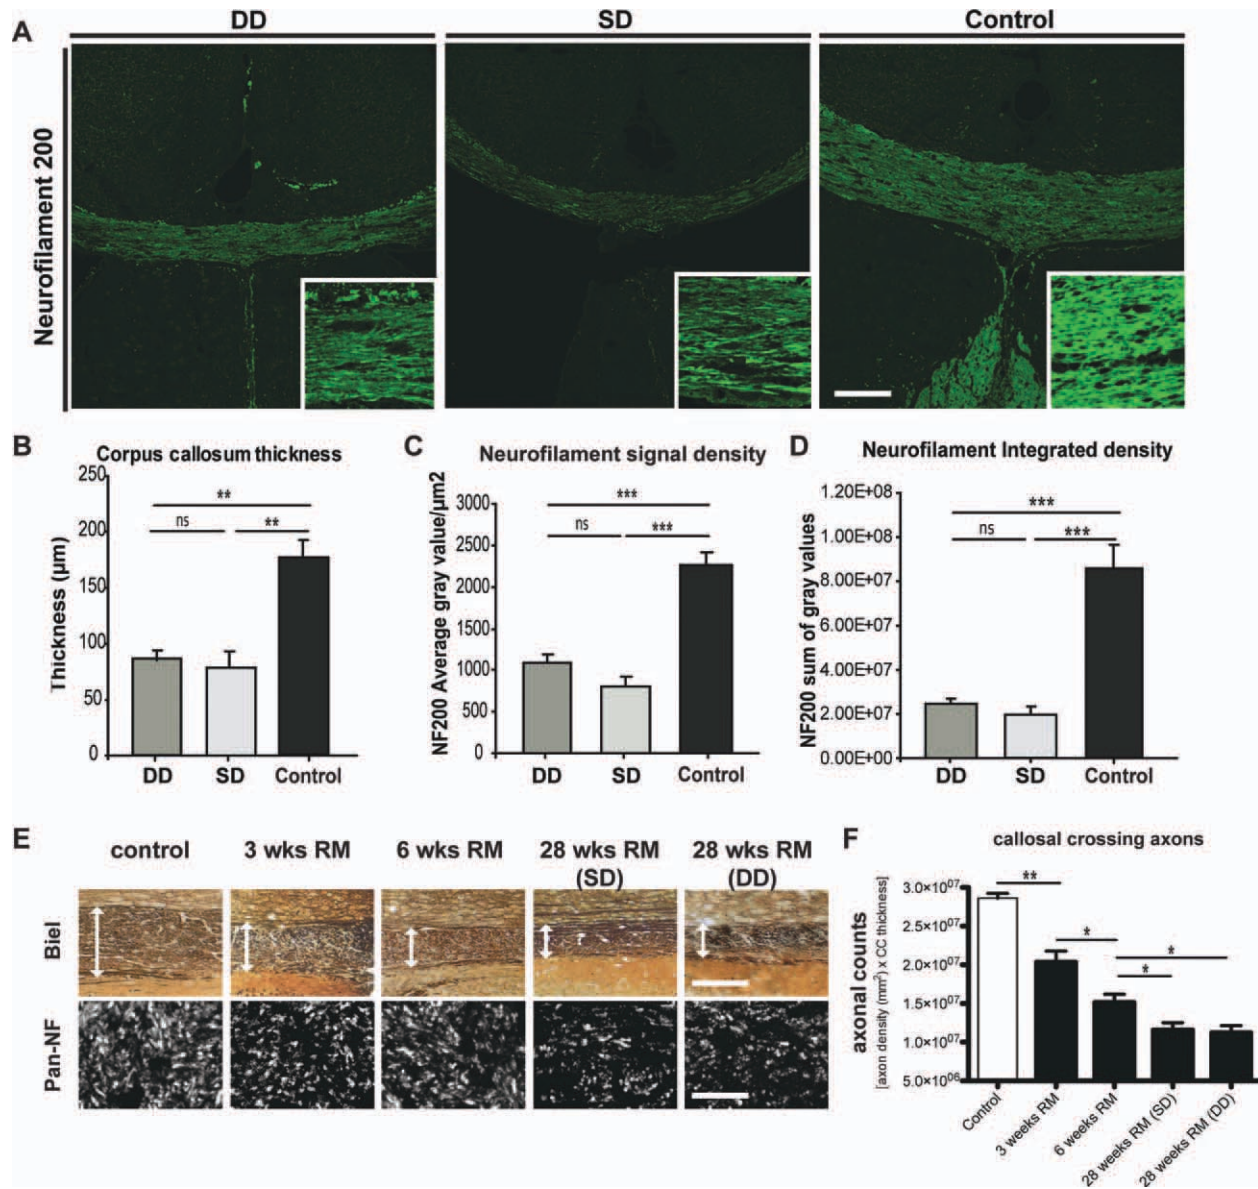 A
DD SD Control
Neurofilament 200
B
Corpus callosum thickness
Thickness (µm)
250
200
150
100
50
0
**
ns
**
DD SD Control
C
Neurofilament signal density
NF200 Average gray value/µm2
3000
2500
2000
1500
1000
500
0
***
ns
***
DD SD Control
D
Neurofilament Integrated density
NF200 sum of gray values
1.20E+08
1.00E+08
8.00E+07
6.00E+07
4.00E+07
2.00E+07
0.00E+00
***
ns
***
DD SD Control
E
control 3 wks RM 6 wks RM 28 wks RM 28 wks RM
(SD) (DD)
Biel
Pan-NF
F
callosal crossing axons
axonal counts
[axon density (mm²) x CC thickness]
3.0×10⁰⁷
2.0×10⁰⁷
1.5×10⁰⁷
1.0×10⁰⁷
5.0×10⁰⁶
**
*
*
*
Control
3 weeks RM
6 weeks RM
28 weeks RM (SD)
28 weeks RM (DD)